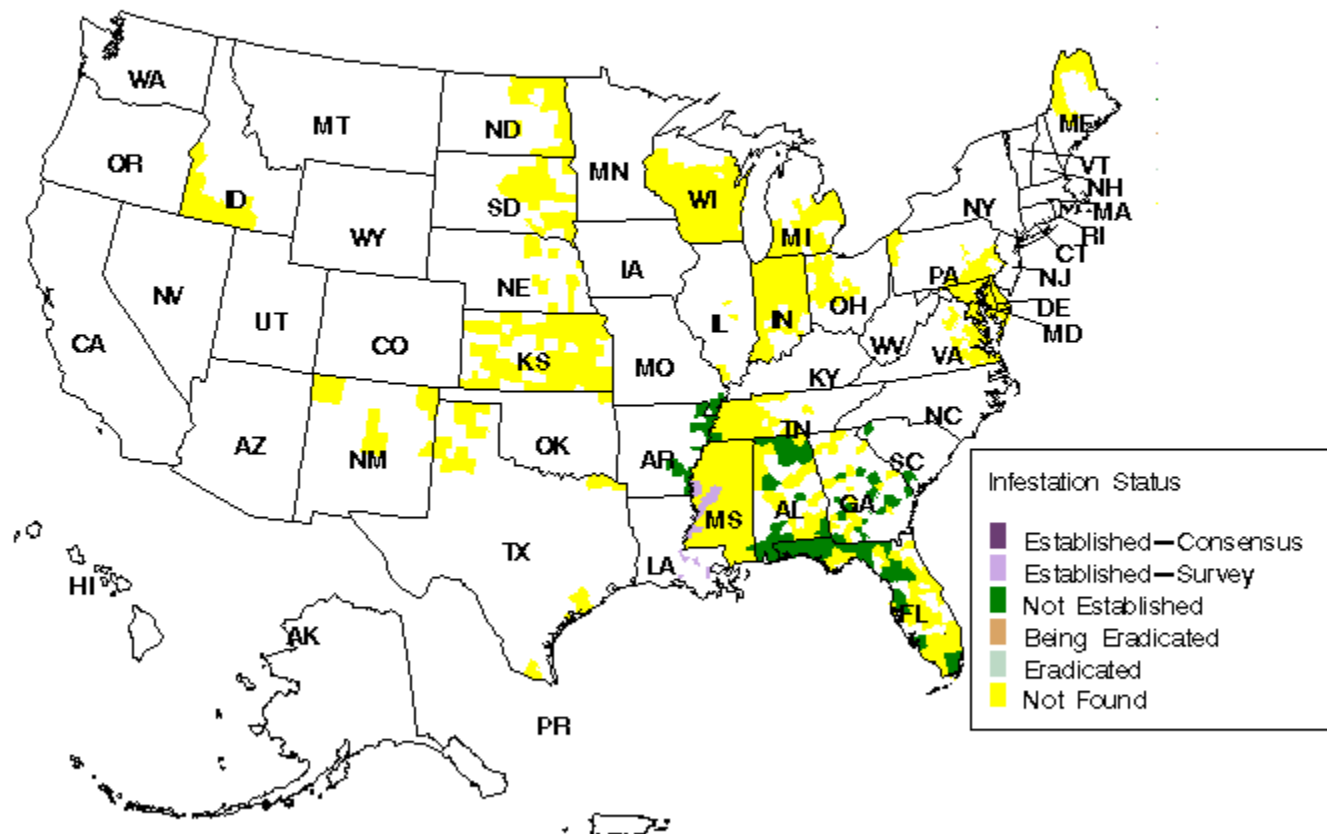 WA
ME
MT
ND
OR
MN
VT
ID
WI
NH
SD
NY
MA
MI
RI
WY
CT
IA
PA
NE
NJ
NV
OH
IL
IN
DE
UT
MD
CA
CO
WV
VA
KS
MO
KY
NC
TN
AZ
OK
NM
AR
SC
Infestation Status
GA
MS
AL
Established—Consensus
TX
LA
Established—Survey
HI
Not Established
FL
AK
Being Eradicated
Eradicated
Not Found
PR